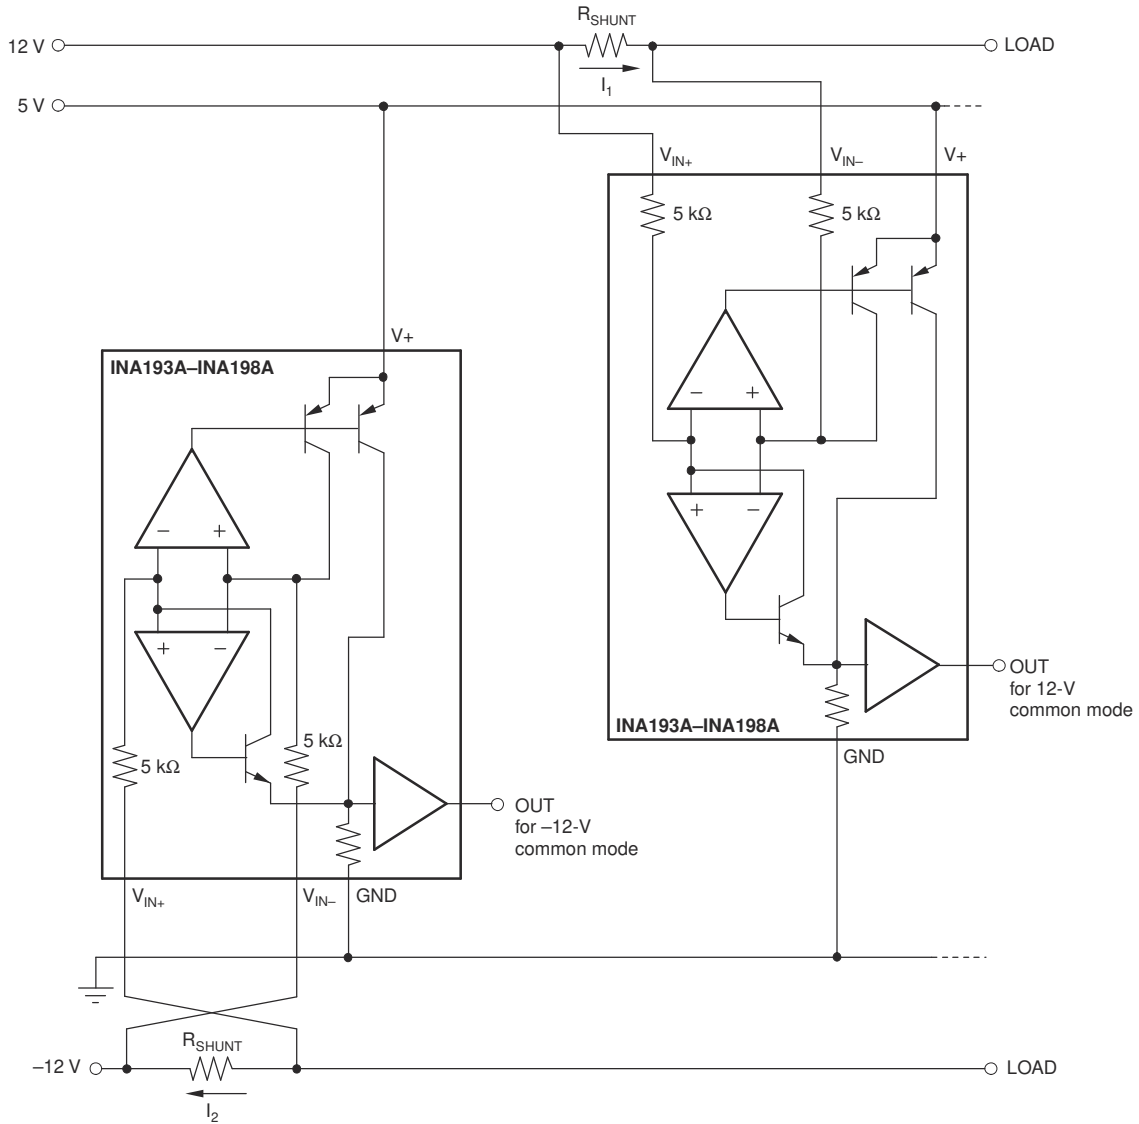 R_SHUNT
12 V
LOAD
I_1
5 V
V_IN+
V_IN–
V+
5 kΩ
5 kΩ
V+
INA193A–INA198A
– +
+ –
– +
+ –
5 kΩ
5 kΩ
OUT
for 12-V
common mode
INA193A–INA198A
GND
OUT
for –12-V
common mode
V_IN+
V_IN–
GND
R_SHUNT
–12 V
LOAD
I_2